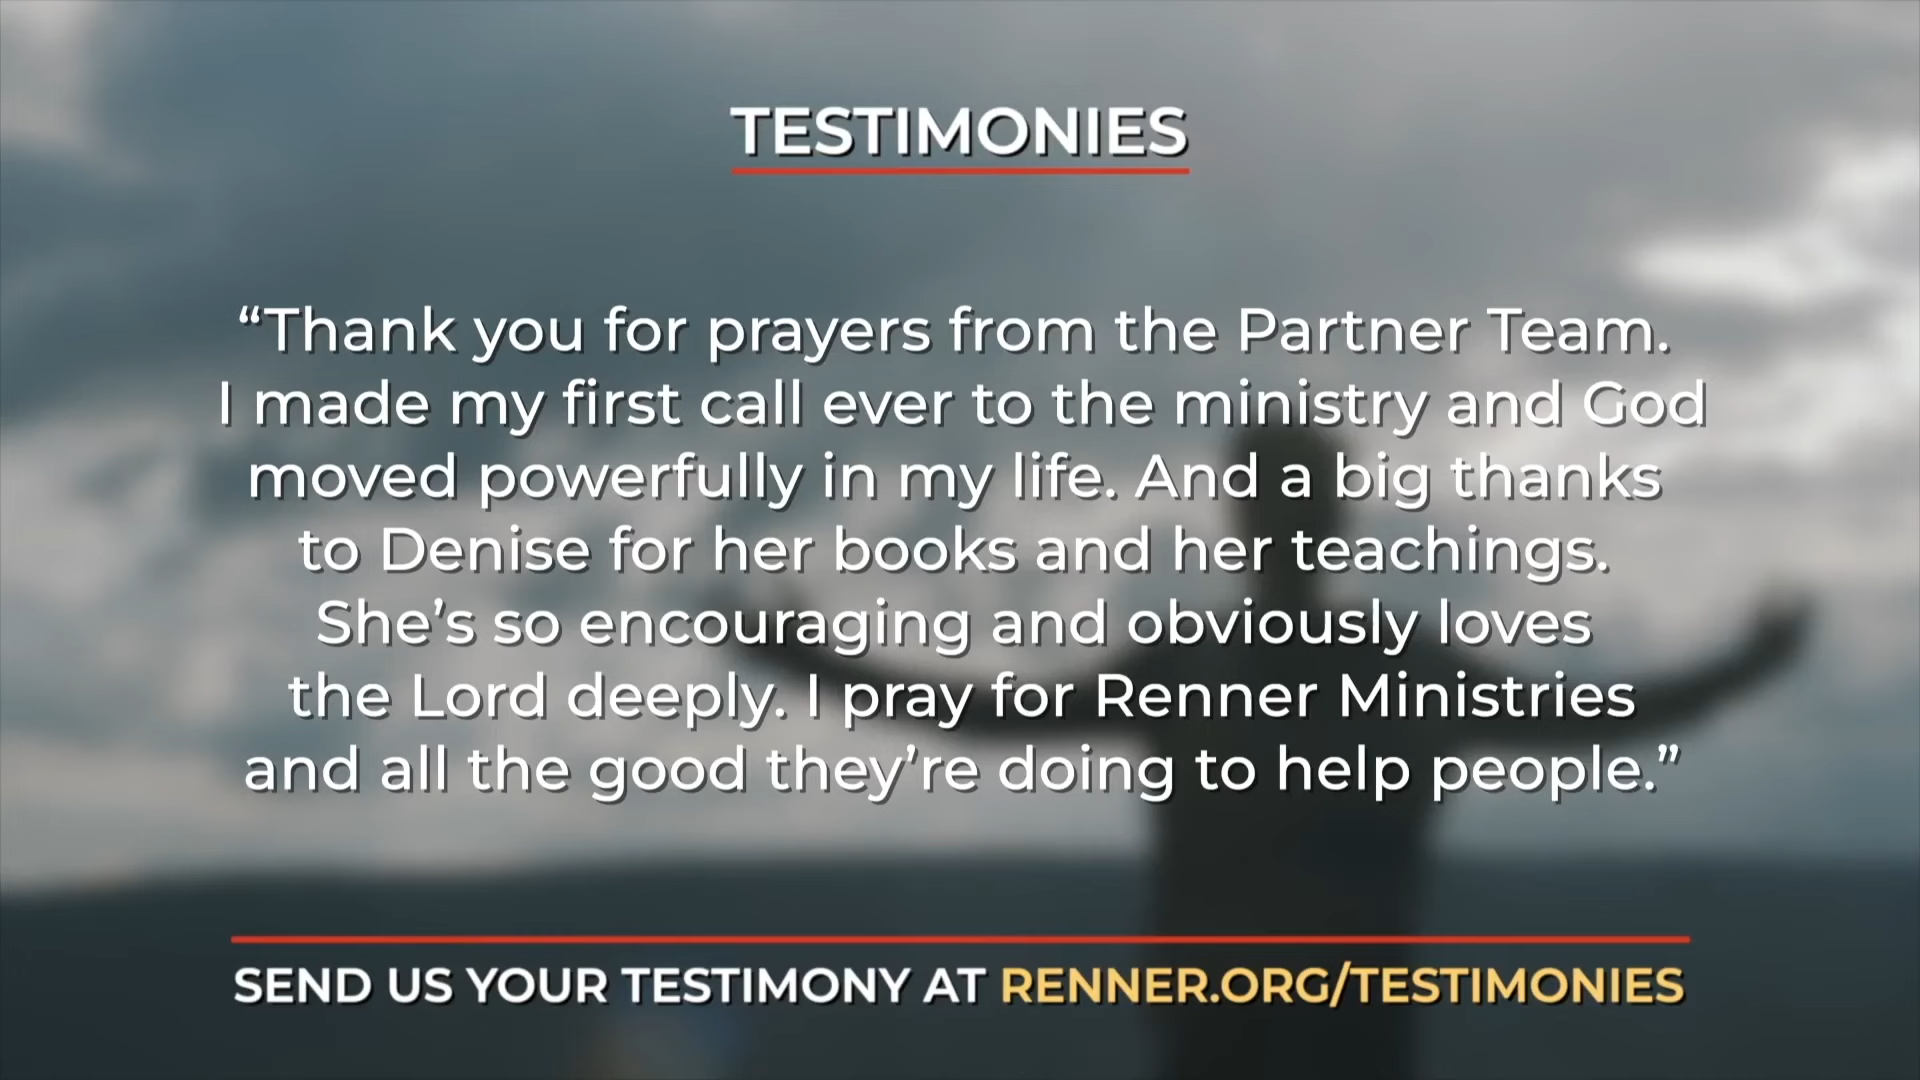 TESTIMONIES
“Thank you for prayers from the Partner Team.
I made my first call ever to the ministry and God
moved powerfully in my life. And a big thanks
to Denise for her books and her teachings.
She’s so encouraging and obviously loves
the Lord deeply. I pray for Renner Ministries
and all the good they’re doing to help people.”
SEND US YOUR TESTIMONY AT RENNER.ORG/TESTIMONIES